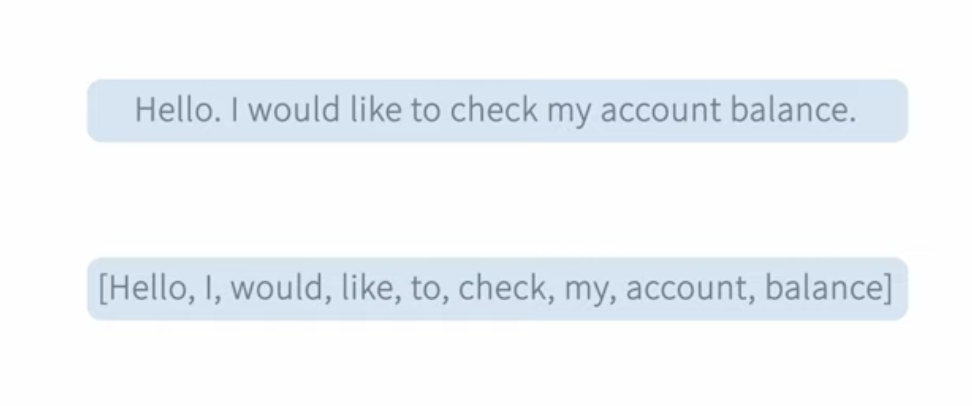 Hello. I would like to check my account balance.
[Hello, I, would, like, to, check, my, account, balance]